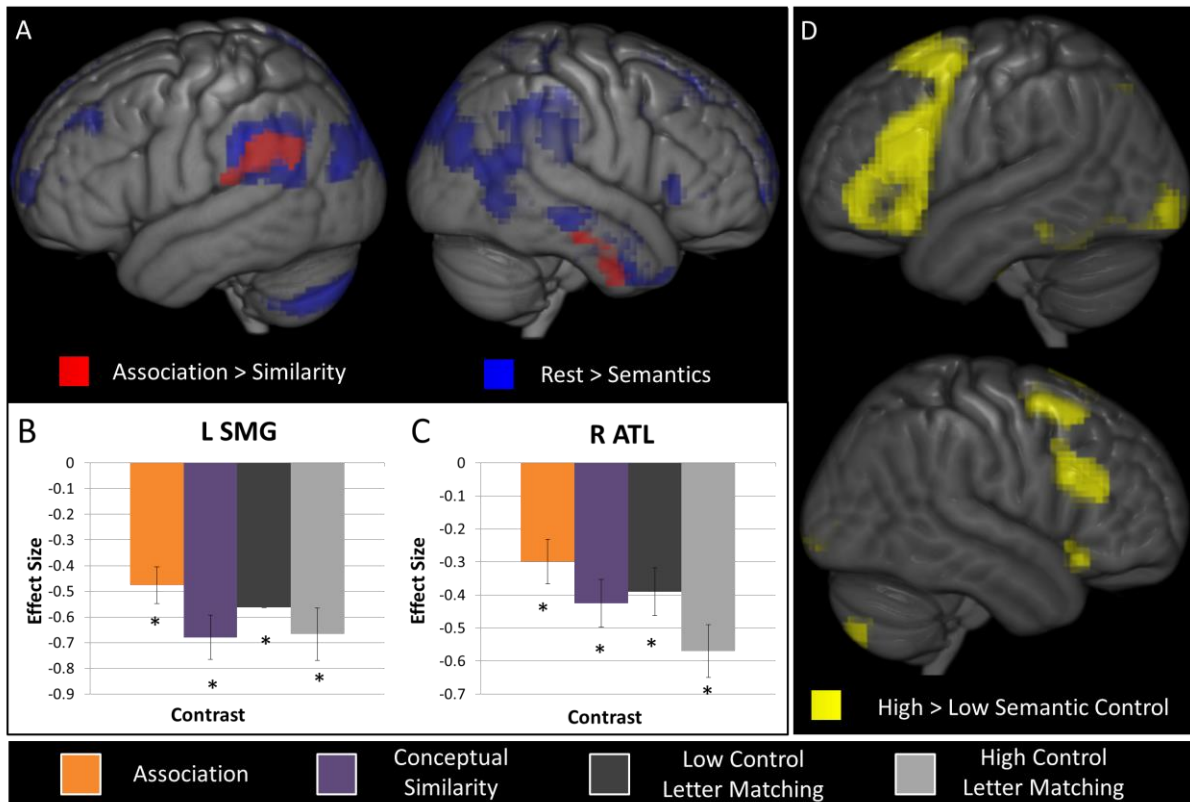 A
D
Association > Similarity
Rest > Semantics
B
L SMG
0
-0.1
-0.2
-0.3
-0.4
-0.5
-0.6
-0.7
-0.8
-0.9
Effect Size
*
*
*
*
Contrast
C
R ATL
0
-0.1
-0.2
-0.3
-0.4
-0.5
-0.6
-0.7
Effect Size
*
*
*
*
Contrast
High > Low Semantic Control
Association
Conceptual
Similarity
Low Control
Letter Matching
High Control
Letter Matching